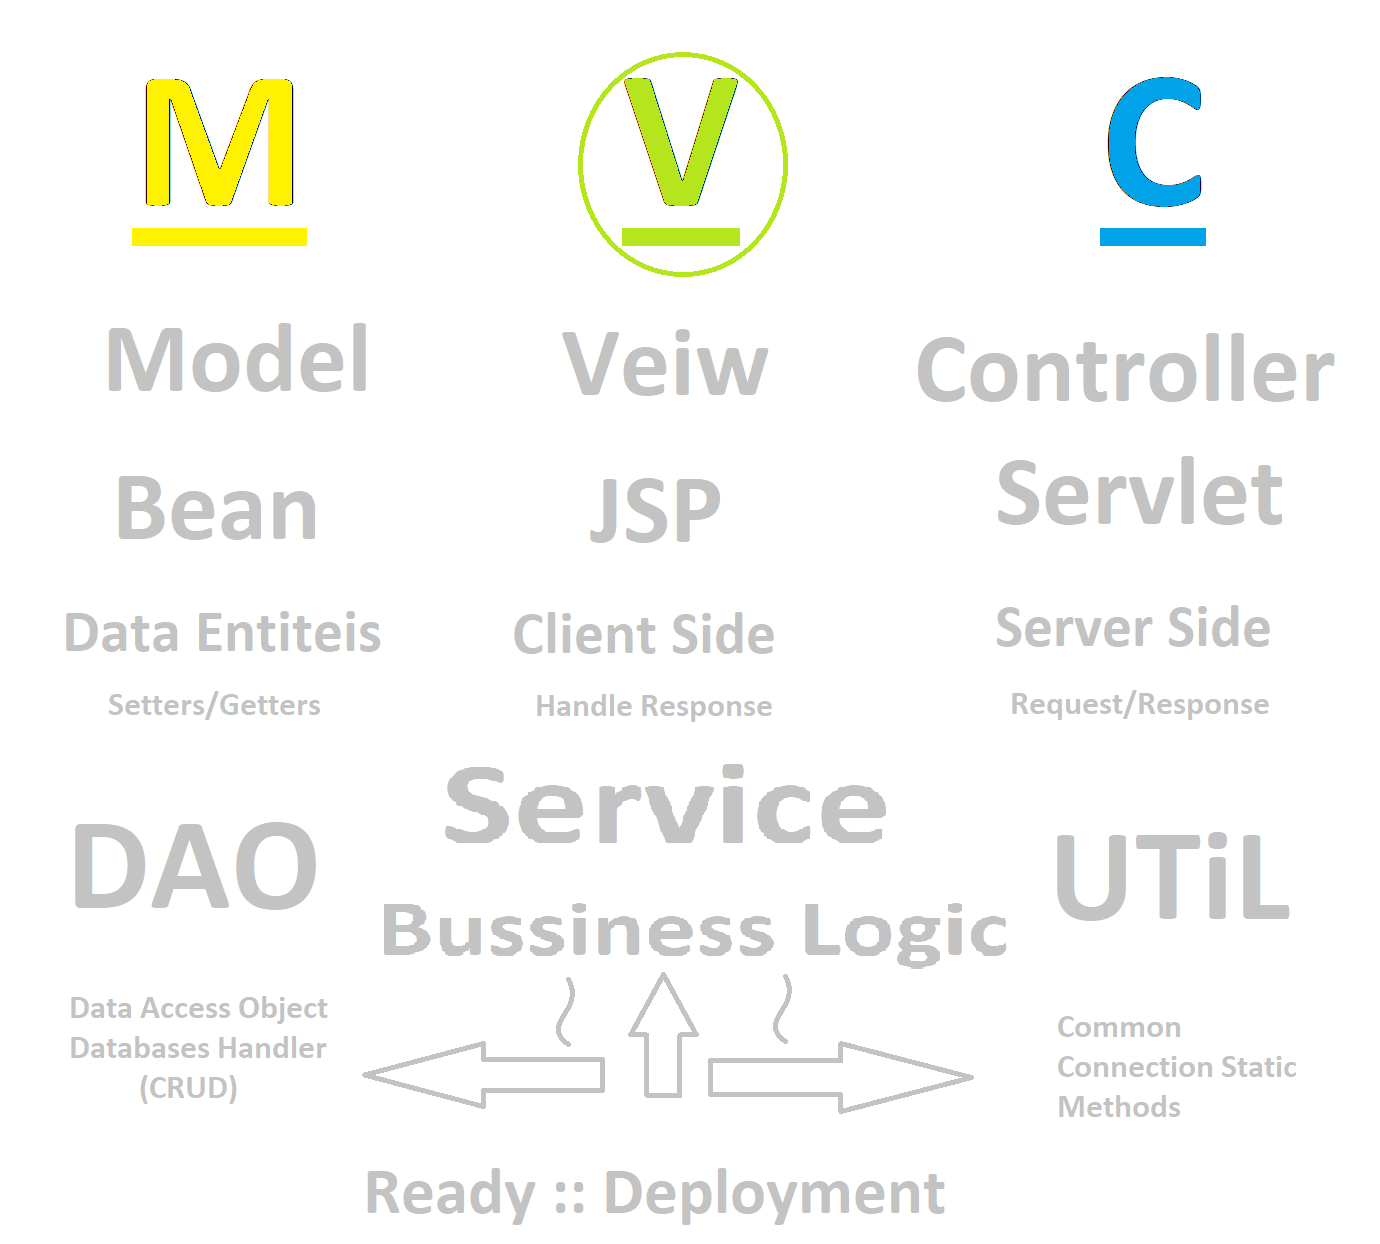 M V C
Model Veiw Controller
Bean JSP Servlet
Data Entiteis Client Side Server Side
Setters/Getters Handle Response Request/Response
Service
DAO UTiL
Bussiness Logic
Data Access Object
Databases Handler
(CRUD)
Common
Connection Static
Methods
Ready :: Deployment